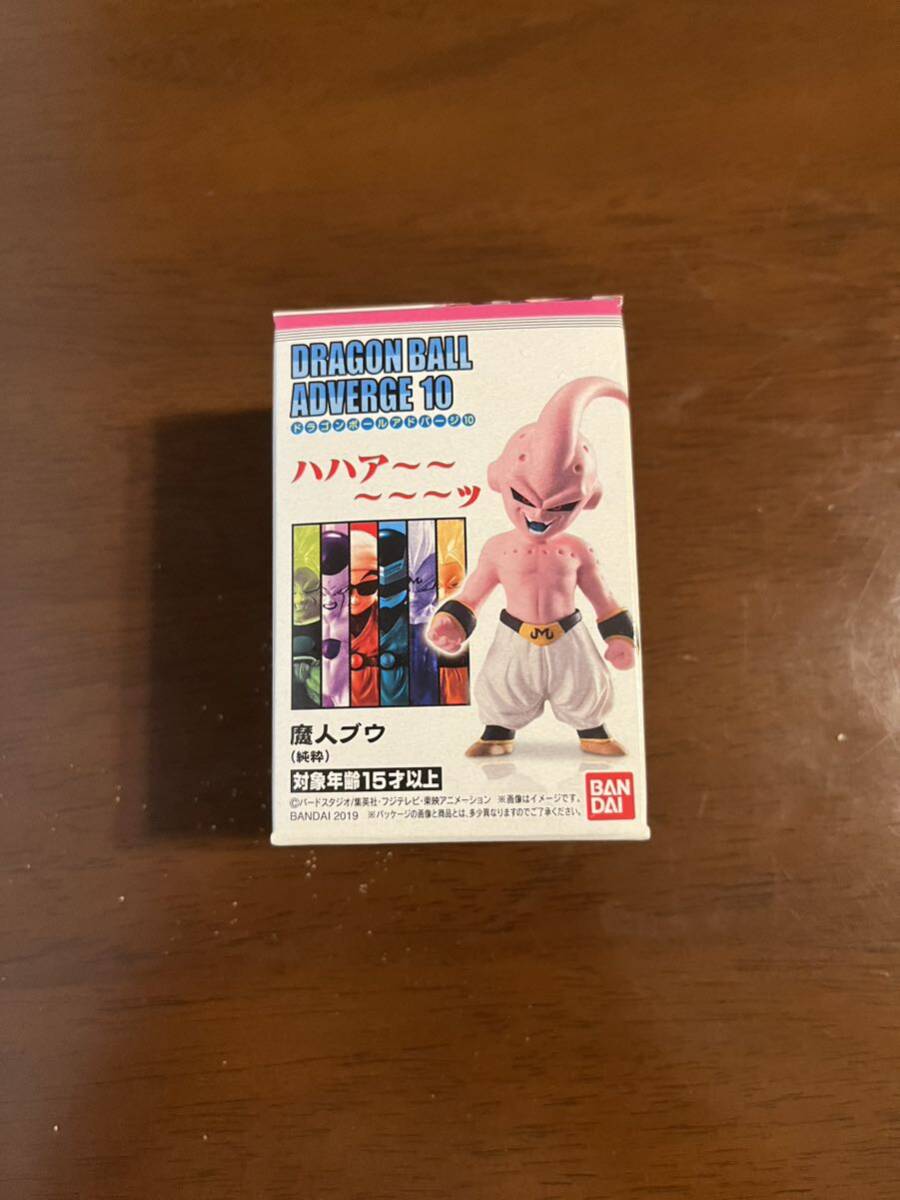 DRAGON BALL
ADVERGE 10
ドラゴンボールアドバージ10
ハハア〜〜
〜〜〜ッ
魔人ブウ
(純粋)
対象年齢15才以上
©バードスタジオ/集英社・フジテレビ・東映アニメーション ※画像はイメージです。
BANDAI 2019 ※パッケージの画像と商品とは、多少異なりますのでご了承ください。
BAN
DAI